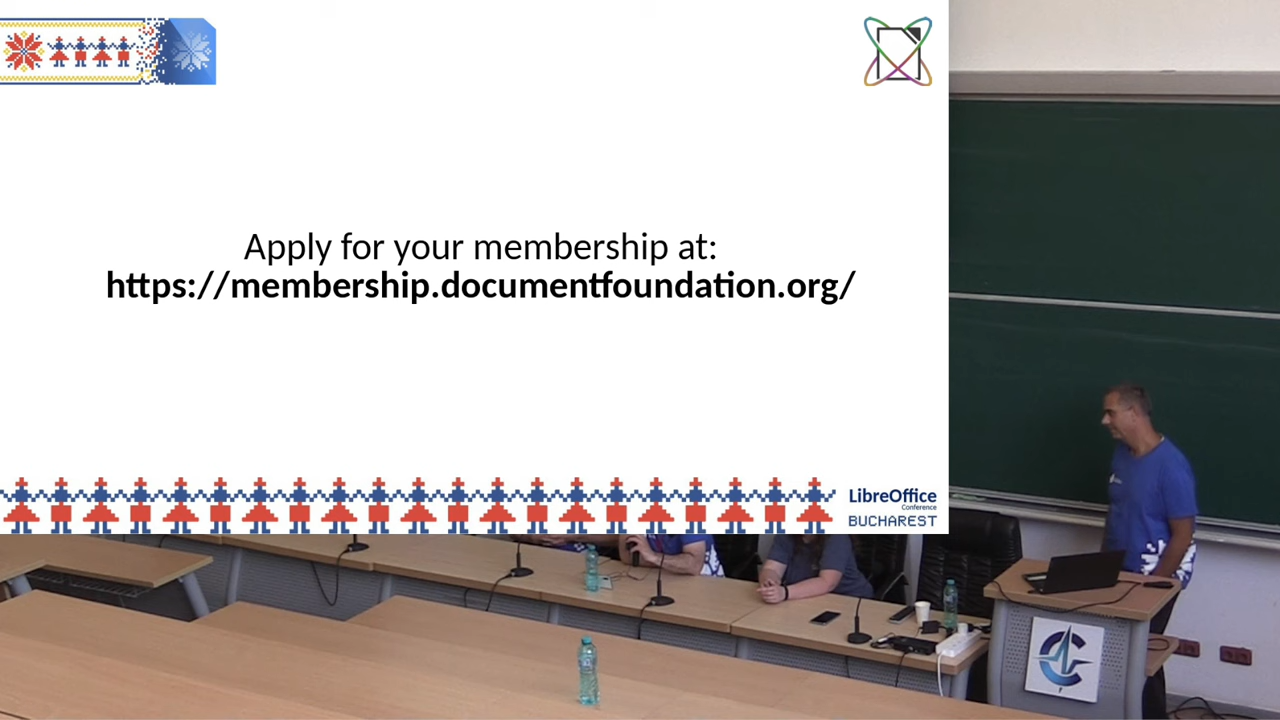 Apply for your membership at:
https://membership.documentfoundation.org/
LibreOffice
Conference
BUCHAREST